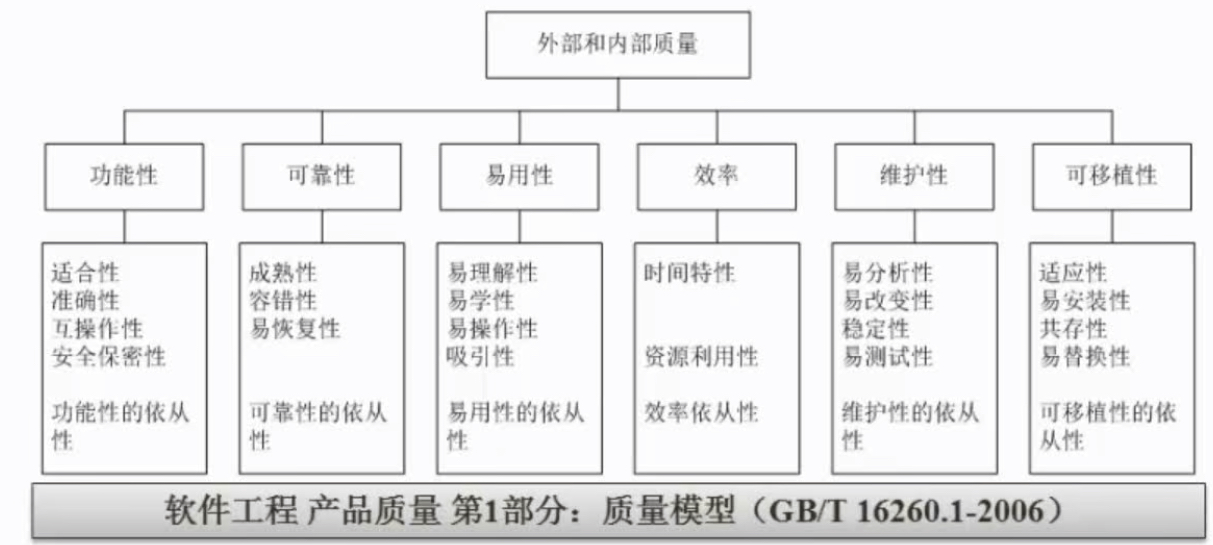 外部和内部质量
功能性
可靠性
易用性
效率
维护性
可移植性
适合性
准确性
互操作性
安全保密性
功能性的依从
性
成熟性
容错性
易恢复性
可靠性的依从
性
易理解性
易学性
易操作性
吸引性
易用性的依从
性
时间特性
资源利用性
效率依从性
易分析性
易改变性
稳定性
易测试性
维护性的依从
性
适应性
易安装性
共存性
易替换性
可移植性的依
从性
软件工程 产品质量 第1部分：质量模型（GB/T 16260.1-2006）